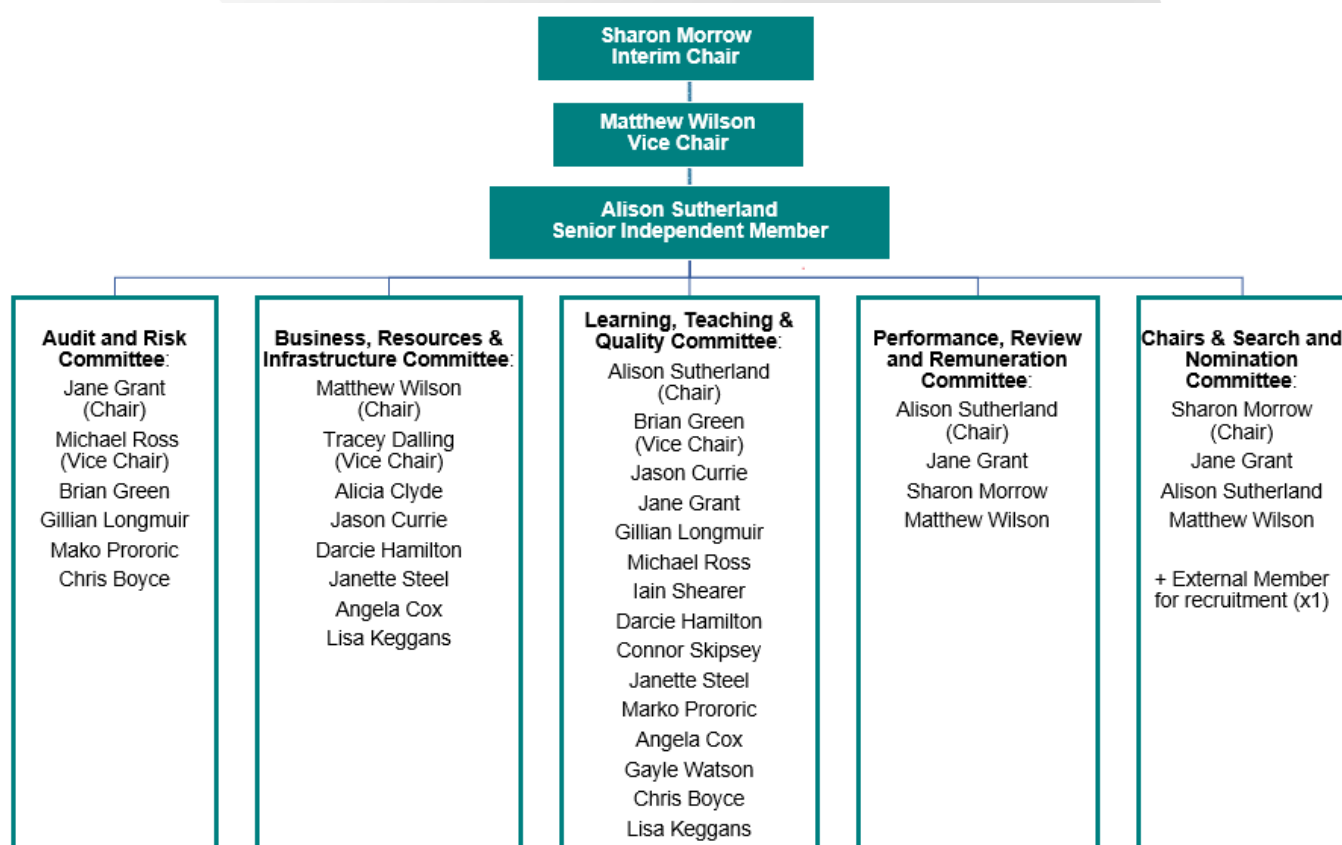 Sharon Morrow
Interim Chair
Matthew Wilson
Vice Chair
Alison Sutherland
Senior Independent Member
Audit and Risk
Committee:
Jane Grant
(Chair)
Michael Ross
(Vice Chair)
Brian Green
Gillian Longmuir
Mako Prororic
Chris Boyce
Business, Resources &
Infrastructure Committee:
Matthew Wilson
(Chair)
Tracey Dalling
(Vice Chair)
Alicia Clyde
Jason Currie
Darcie Hamilton
Janette Steel
Angela Cox
Lisa Keggans
Learning, Teaching &
Quality Committee:
Alison Sutherland
(Chair)
Brian Green
(Vice Chair)
Jason Currie
Jane Grant
Gillian Longmuir
Michael Ross
Iain Shearer
Darcie Hamilton
Connor Skipsey
Janette Steel
Marko Prororic
Angela Cox
Gayle Watson
Chris Boyce
Lisa Keggans
Performance, Review
and Remuneration
Committee:
Alison Sutherland
(Chair)
Jane Grant
Sharon Morrow
Matthew Wilson
Chairs & Search and
Nomination
Committee:
Sharon Morrow
(Chair)
Jane Grant
Alison Sutherland
Matthew Wilson
+ External Member
for recruitment (x1)